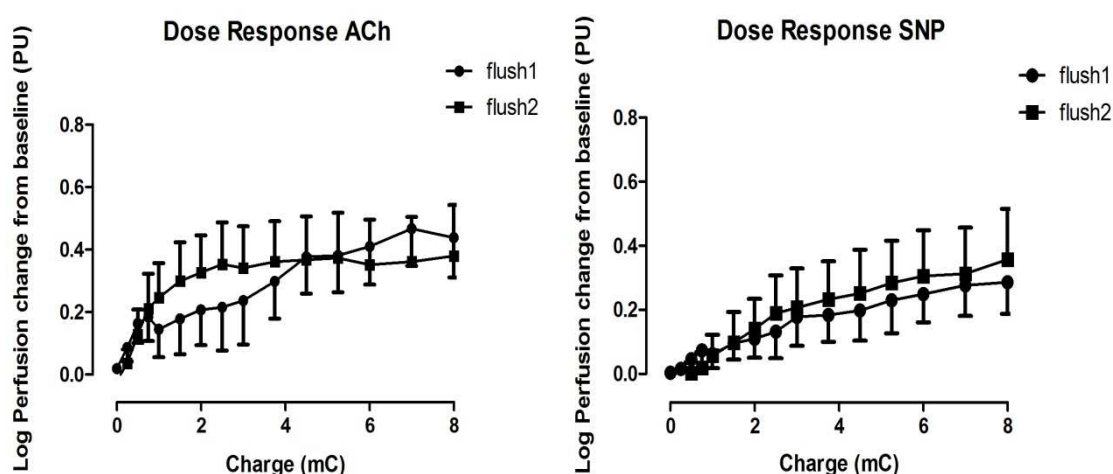 Dose Response ACh
Log Perfusion change from baseline (PU)
flush1
flush2
0.8
0.6
0.4
0.2
0.0
0 2 4 6 8
Charge (mC)
Dose Response SNP
Log Perfusion change from baseline (PU)
flush1
flush2
0.8
0.6
0.4
0.2
0.0
0 2 4 6 8
Charge (mC)